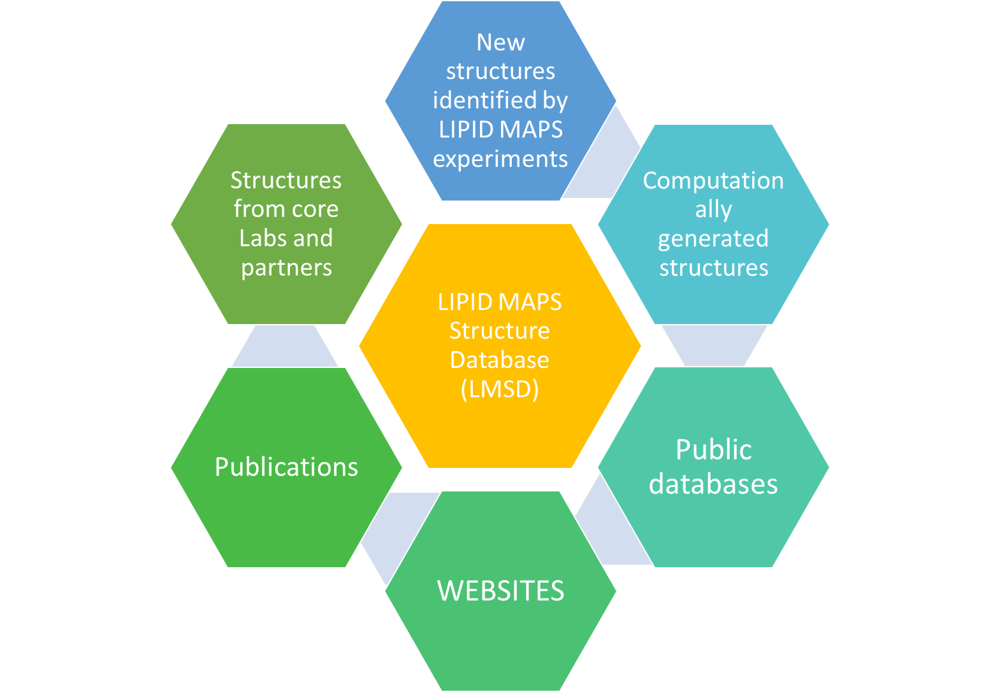 New
structures
identified by
LIPID MAPS
experiments
Structures
from core
Labs and
partners
Computation
ally
generated
structures
LIPID MAPS
Structure
Database
(LMSD)
Publications
Public
databases
WEBSITES